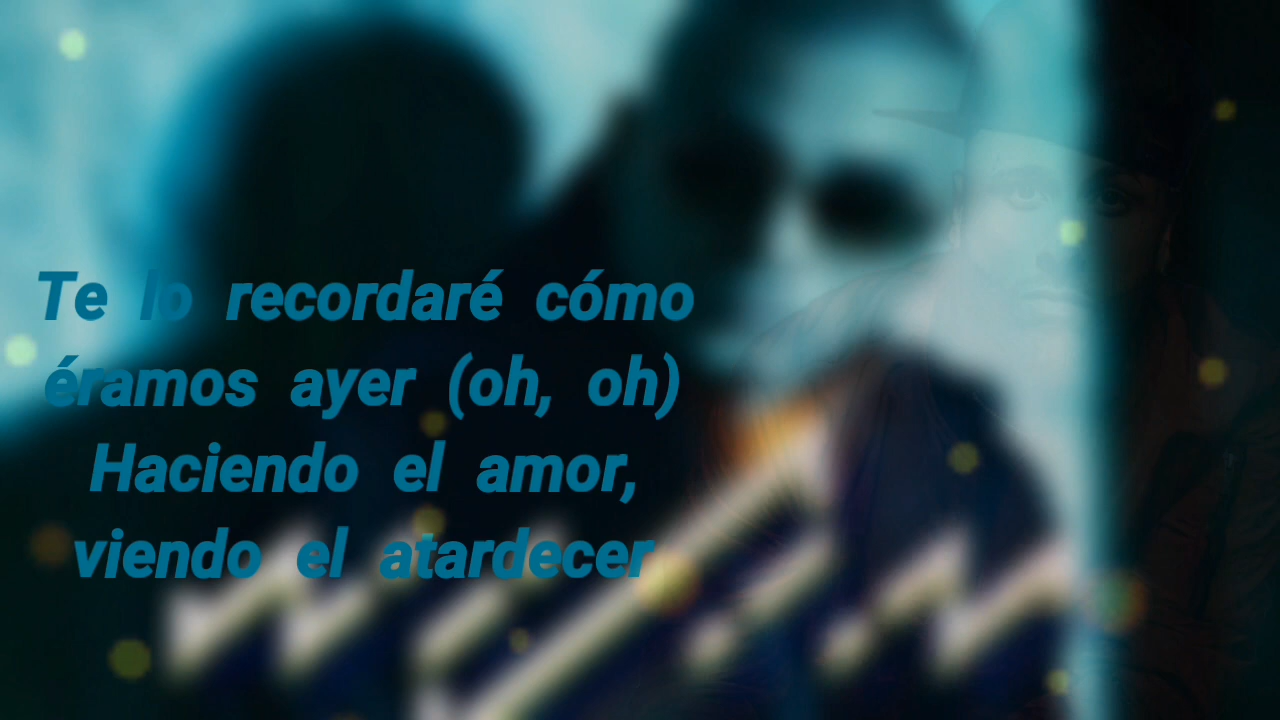 Te lo recordaré cómo
éramos ayer (oh, oh)
Haciendo el amor,
viendo el atardecer